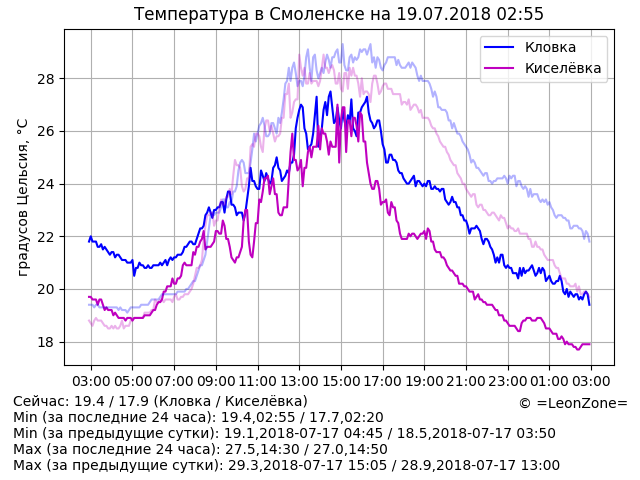 Температура в Смоленске на 19.07.2018 02:55
Кловка
Киселёвка
градусов Цельсия, °C
28
26
24
22
20
18
03:00 05:00 07:00 09:00 11:00 13:00 15:00 17:00 19:00 21:00 23:00 01:00 03:00
Сейчас: 19.4 / 17.9 (Кловка / Киселёвка)
© =LeonZone=
Min (за последние 24 часа): 19.4,02:55 / 17.7,02:20
Min (за предыдущие сутки): 19.1,2018-07-17 04:45 / 18.5,2018-07-17 03:50
Max (за последние 24 часа): 27.5,14:30 / 27.0,14:50
Max (за предыдущие сутки): 29.3,2018-07-17 15:05 / 28.9,2018-07-17 13:00